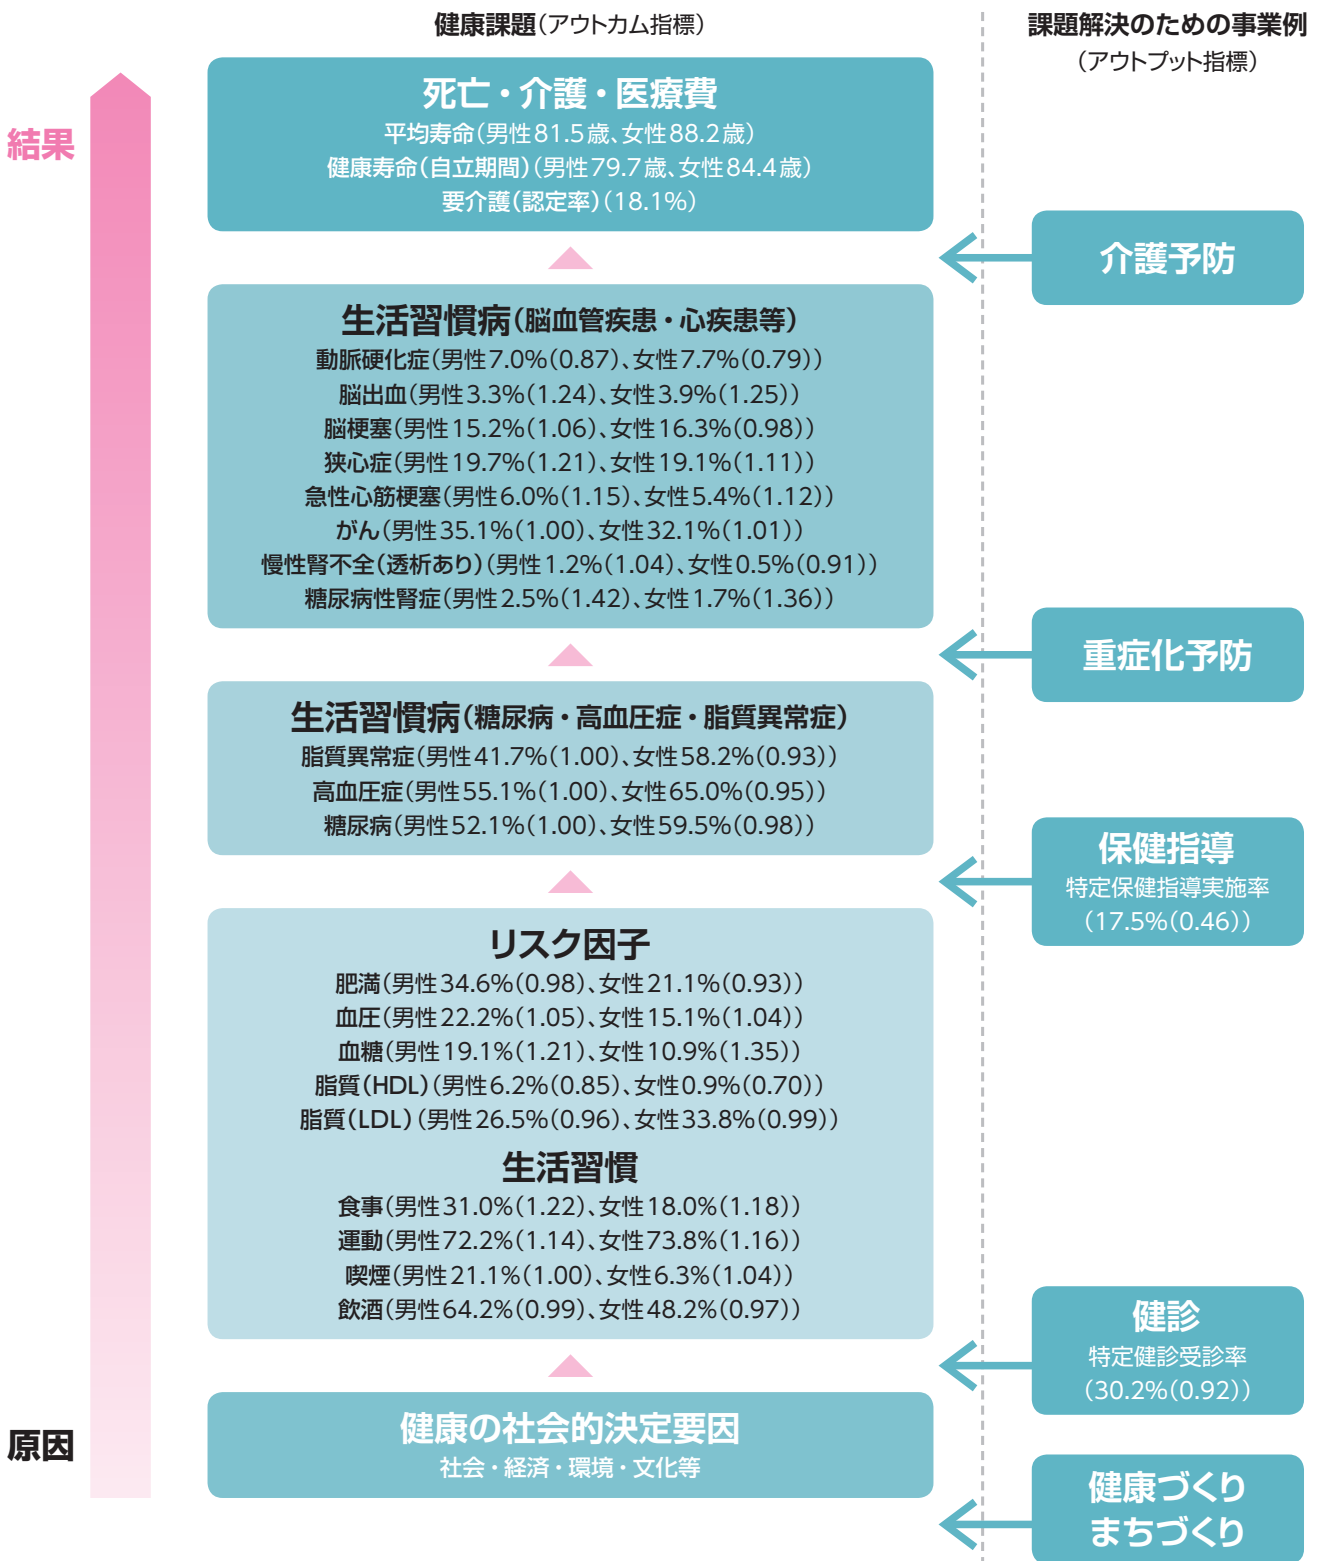 健康課題(アウトカム指標)
課題解決のための事業例
(アウトプット指標)
結果
死亡・介護・医療費
平均寿命(男性81.5歳、女性88.2歳)
健康寿命(自立期間)(男性79.7歳、女性84.4歳)
要介護(認定率)(18.1%)
介護予防
生活習慣病(脳血管疾患・心疾患等)
動脈硬化症(男性7.0%(0.87)、女性7.7%(0.79))
脳出血(男性3.3%(1.24)、女性3.9%(1.25))
脳梗塞(男性15.2%(1.06)、女性16.3%(0.98))
狭心症(男性19.7%(1.21)、女性19.1%(1.11))
急性心筋梗塞(男性6.0%(1.15)、女性5.4%(1.12))
がん(男性35.1%(1.00)、女性32.1%(1.01))
慢性腎不全(透析あり)(男性1.2%(1.04)、女性0.5%(0.91))
糖尿病性腎症(男性2.5%(1.42)、女性1.7%(1.36))
重症化予防
生活習慣病(糖尿病・高血圧症・脂質異常症)
脂質異常症(男性41.7%(1.00)、女性58.2%(0.93))
高血圧症(男性55.1%(1.00)、女性65.0%(0.95))
糖尿病(男性52.1%(1.00)、女性59.5%(0.98))
保健指導
特定保健指導実施率
(17.5%(0.46))
リスク因子
肥満(男性34.6%(0.98)、女性21.1%(0.93))
血圧(男性22.2%(1.05)、女性15.1%(1.04))
血糖(男性19.1%(1.21)、女性10.9%(1.35))
脂質(HDL)(男性6.2%(0.85)、女性0.9%(0.70))
脂質(LDL)(男性26.5%(0.96)、女性33.8%(0.99))
生活習慣
食事(男性31.0%(1.22)、女性18.0%(1.18))
運動(男性72.2%(1.14)、女性73.8%(1.16))
喫煙(男性21.1%(1.00)、女性6.3%(1.04))
飲酒(男性64.2%(0.99)、女性48.2%(0.97))
健診
特定健診受診率
(30.2%(0.92))
原因
健康の社会的決定要因
社会・経済・環境・文化等
健康づくり
まちづくり